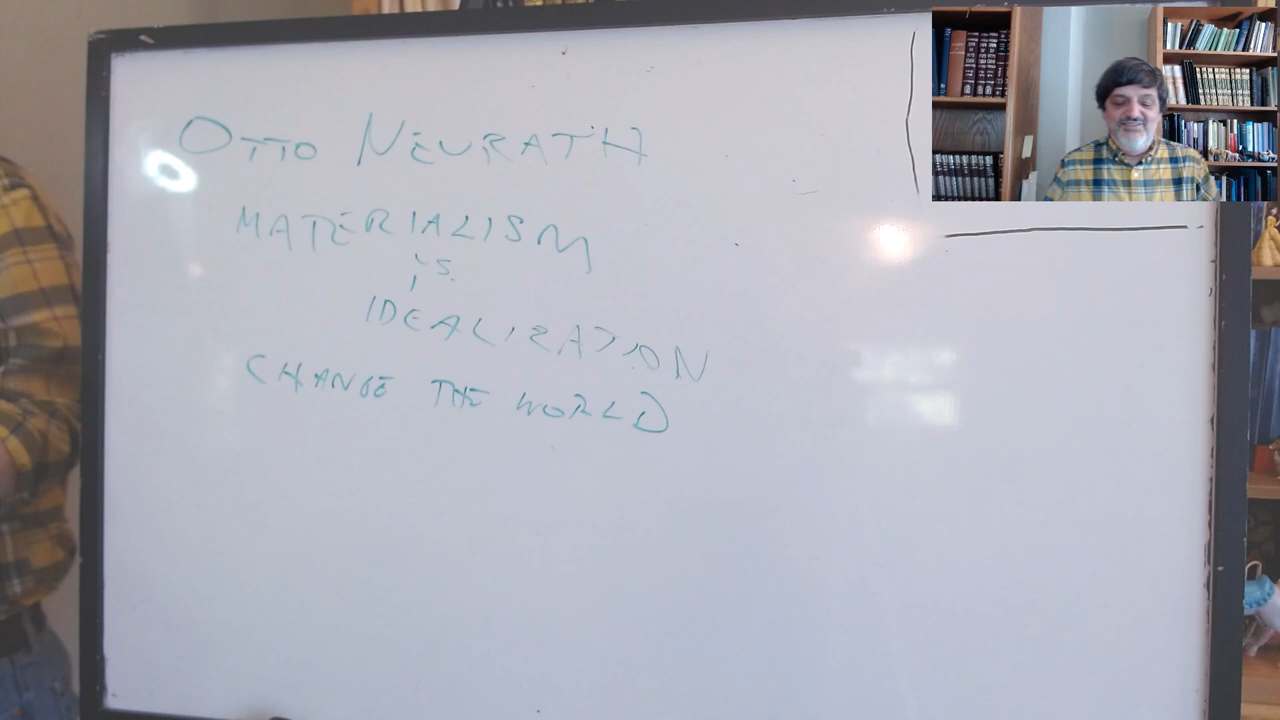 OTTO NEURATH
MATERIALISM
vs.
IDEALIZATION
CHANGE THE WORLD